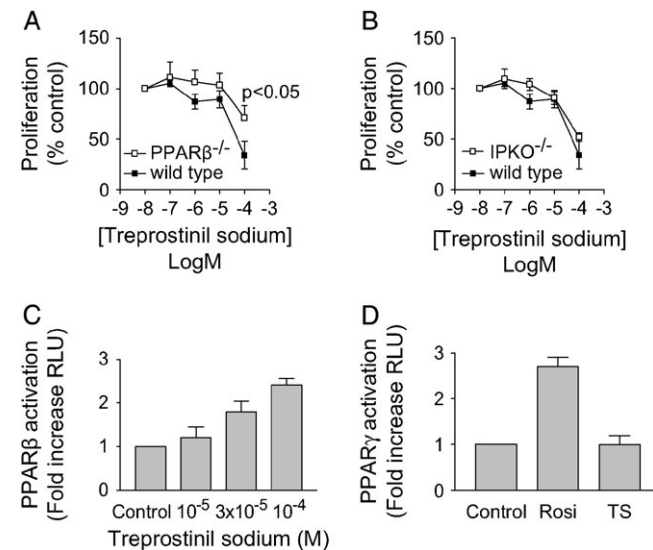 A
Proliferation
(% control)
150
100
50
0
p<0.05
PPARβ-/-
wild type
-9 -8 -7 -6 -5 -4 -3
[Treprostinil sodium]
LogM
B
Proliferation
(% control)
150
100
50
0
IPKO-/-
wild type
-9 -8 -7 -6 -5 -4 -3
[Treprostinil sodium]
LogM
C
PPARβ activation
(Fold increase RLU)
3
2
1
0
Control 10-5 3x10-5 10-4
Treprostinil sodium (M)
D
PPARγ activation
(Fold increase RLU)
3
2
1
0
Control Rosi TS